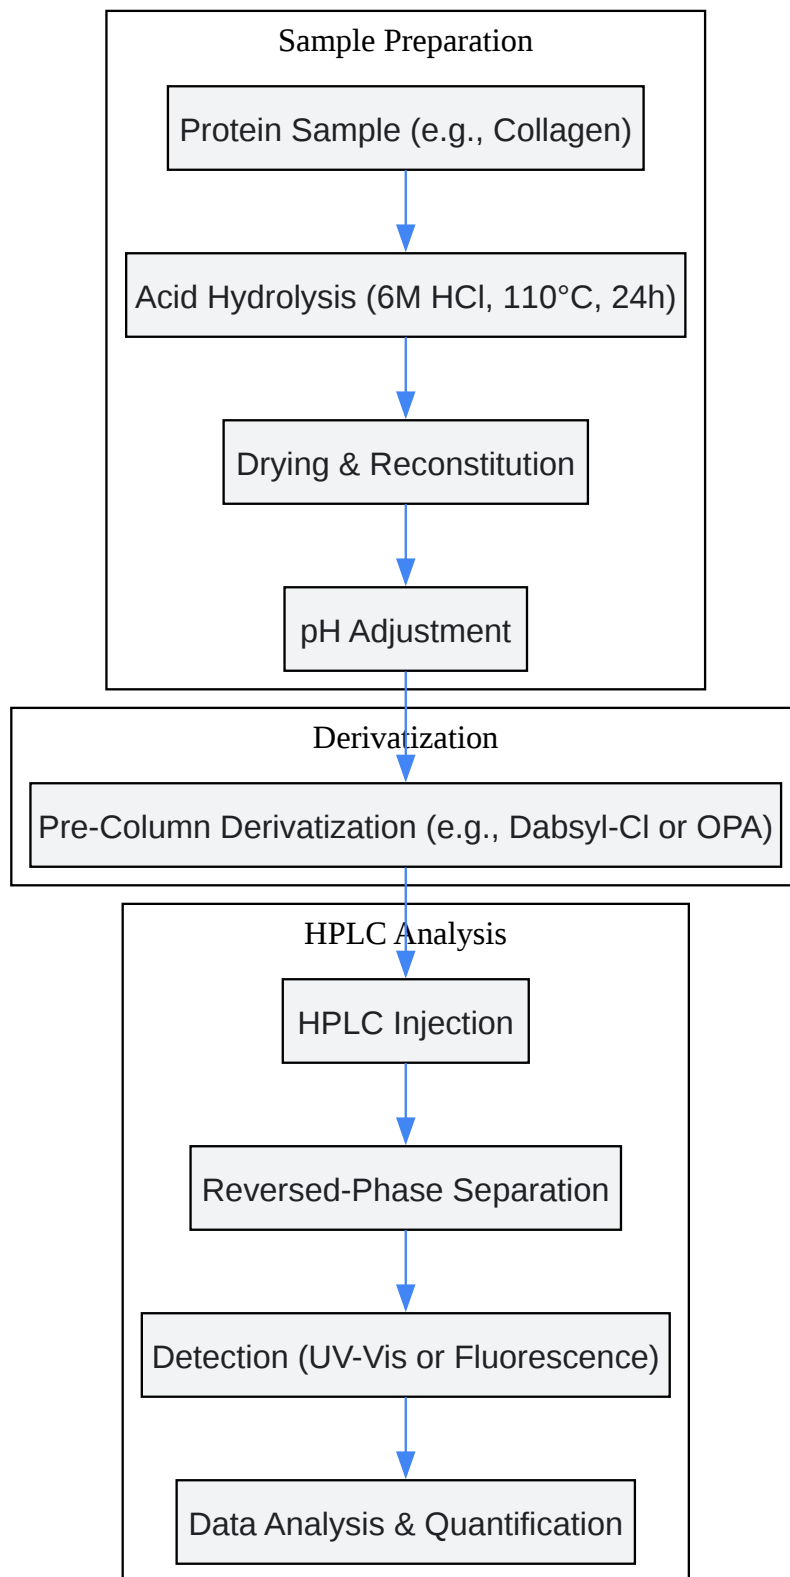 Sample Preparation
Protein Sample (e.g., Collagen)
Acid Hydrolysis (6M HCl, 110°C, 24h)
Drying & Reconstitution
pH Adjustment
Derivatization
Pre-Column Derivatization (e.g., Dabsyl-Cl or OPA)
HPLC Analysis
HPLC Injection
Reversed-Phase Separation
Detection (UV-Vis or Fluorescence)
Data Analysis & Quantification